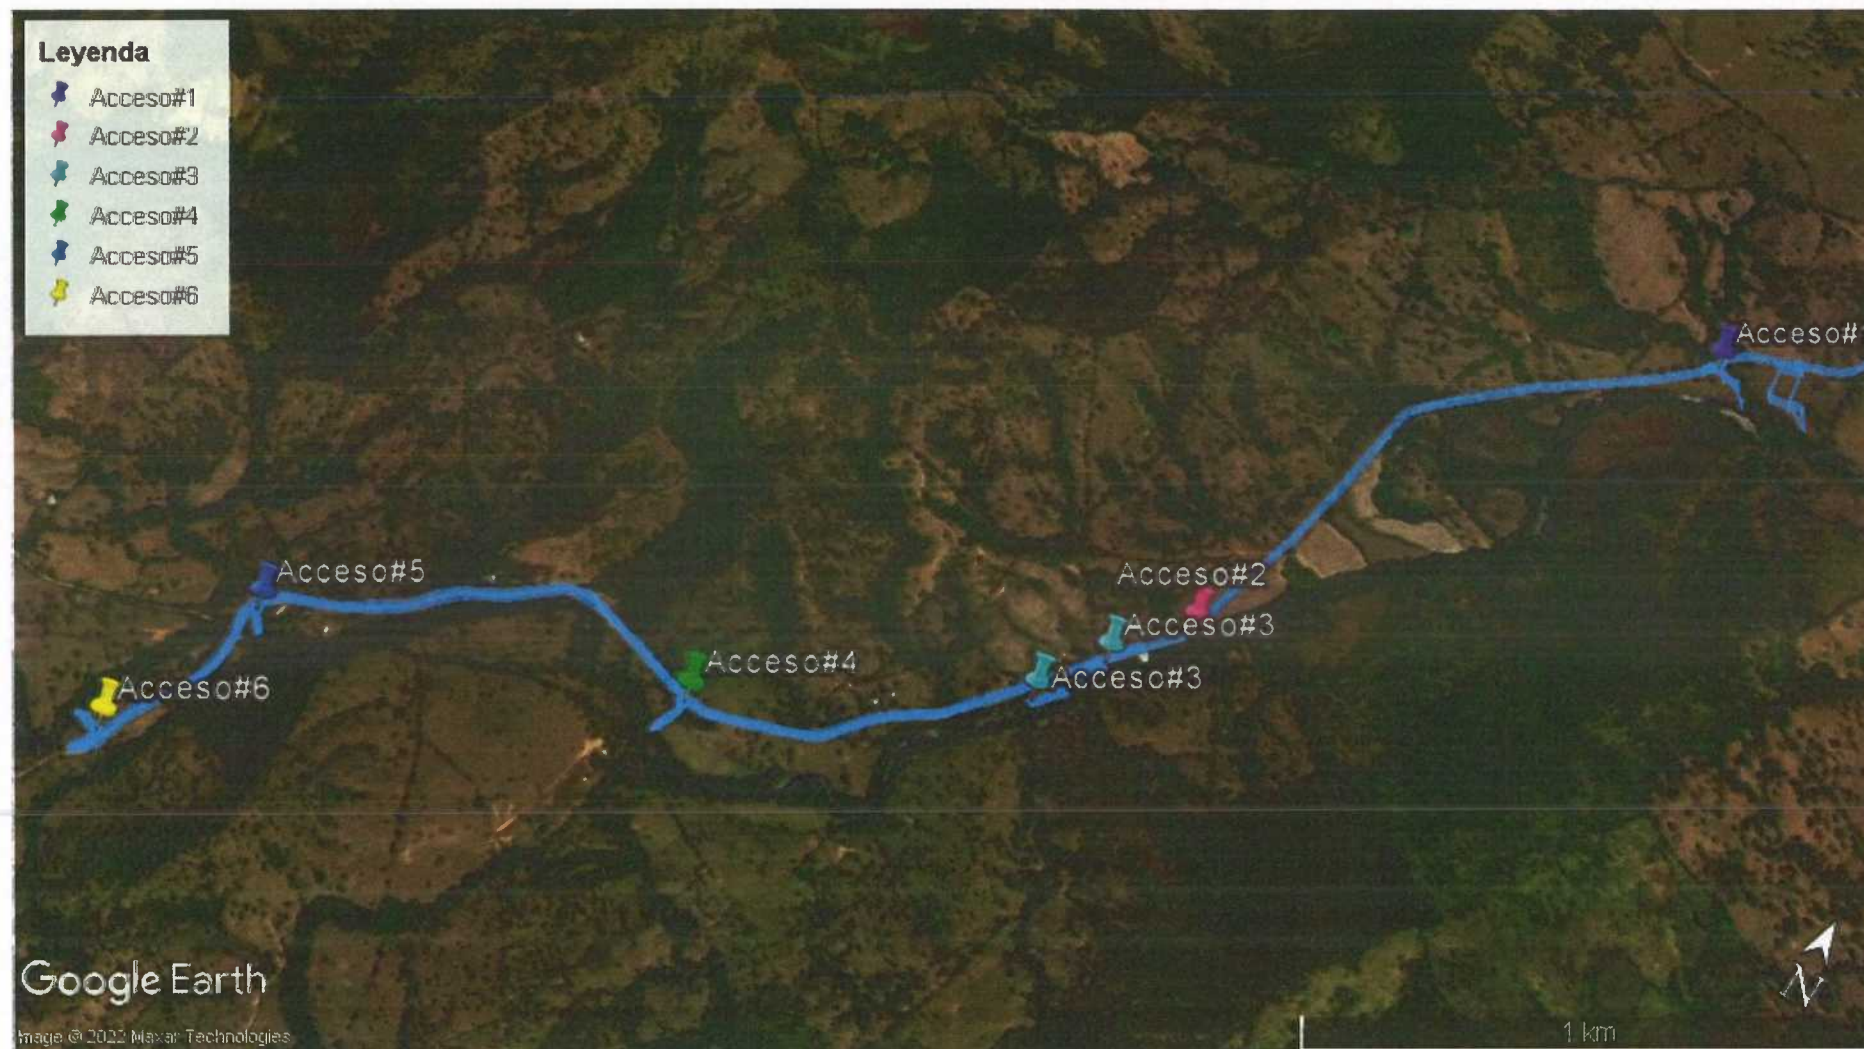 Leyenda
Acceso#1
Acceso#2
Acceso#3
Acceso#4
Acceso#5
Acceso#6
Acceso#
Acceso#5
Acceso#2
Acceso#3
Acceso#4
Acceso#3
Acceso#6
Google Earth
N
Image © 2022 Maxar Technologies
1 km